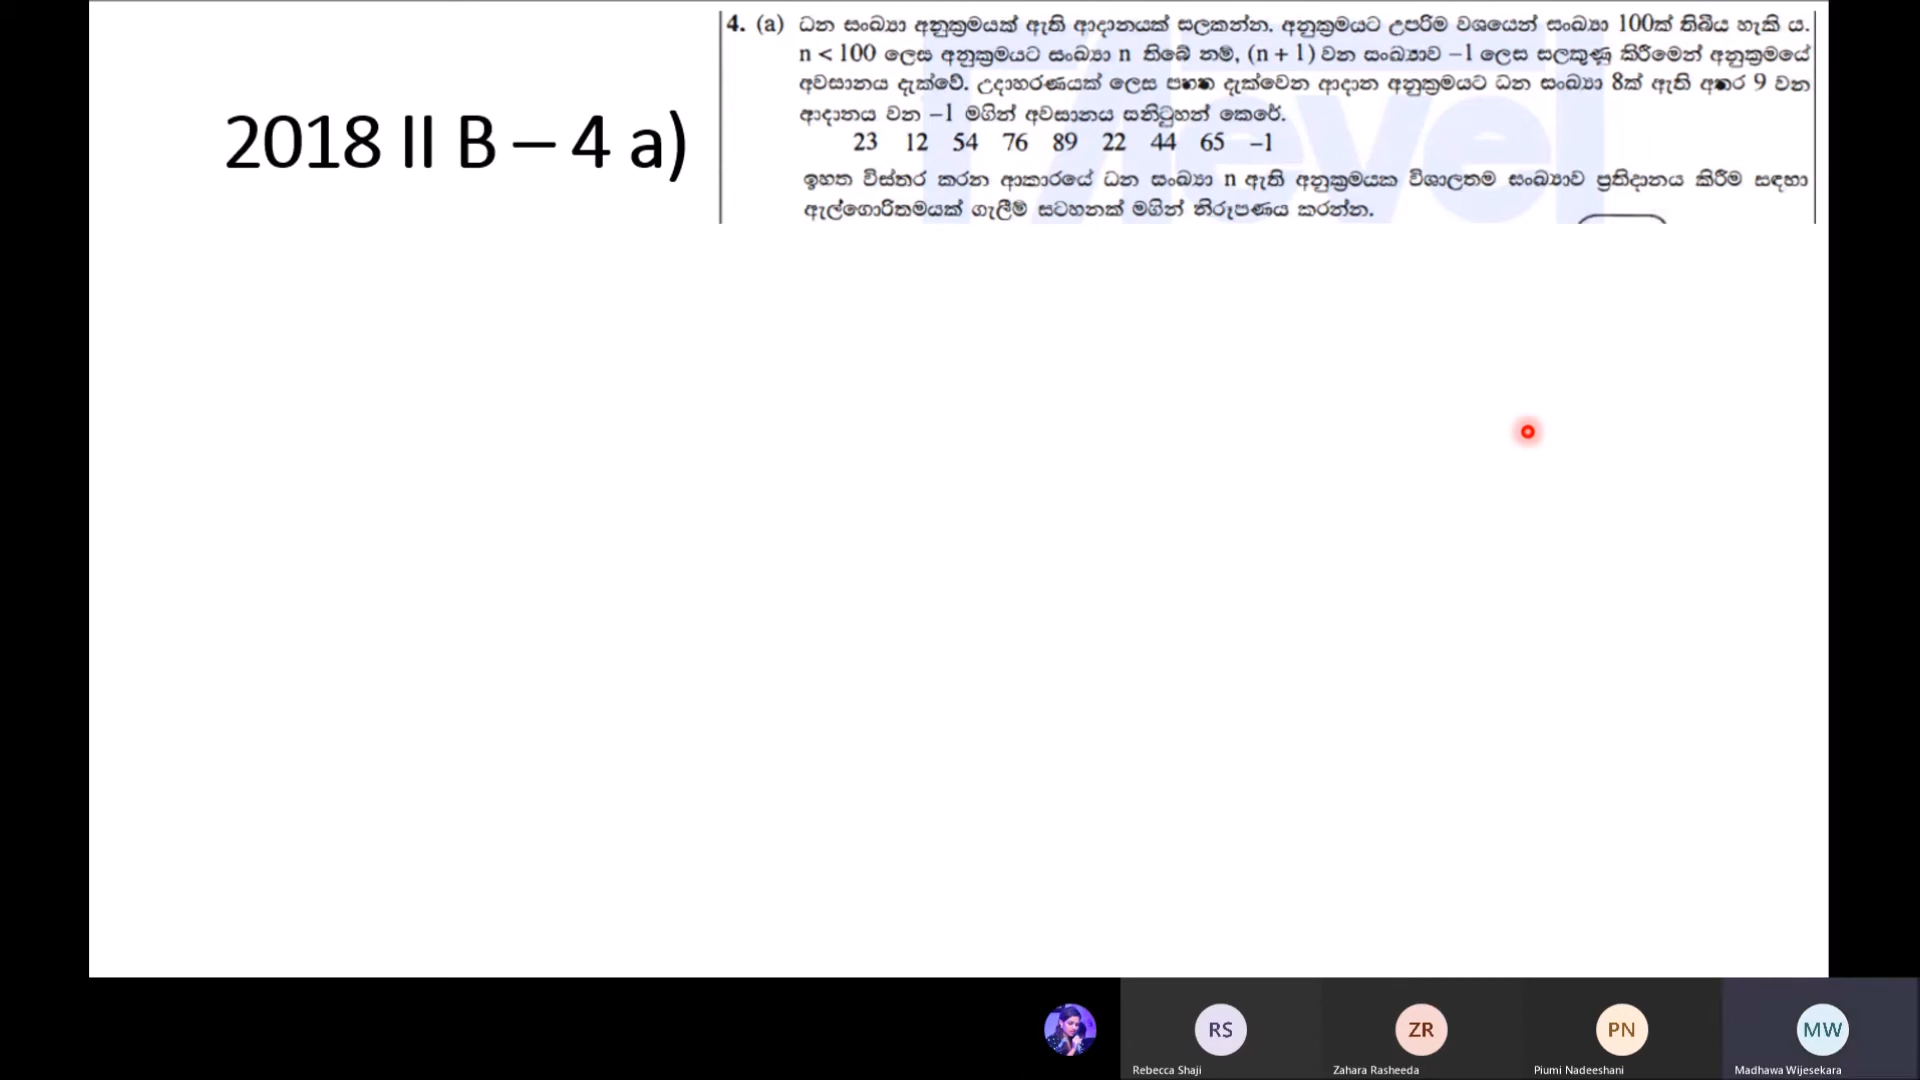 2018 II B – 4 a)
4. (a) ධන සංඛ්‍යා අනුක්‍රමයක් ඇති ආදානයක් සලකන්න. අනුක්‍රමයට උපරිම වශයෙන් සංඛ්‍යා 100ක් තිබිය හැකි ය.
n < 100 ලෙස අනුක්‍රමයට සංඛ්‍යා n තිබේ නම්, (n + 1) වන සංඛ්‍යාව –1 ලෙස සලකුණු කිරීමෙන් අනුක්‍රමයේ
අවසානය දැක්වේ. උදාහරණයක් ලෙස පහත දැක්වෙන ආදාන අනුක්‍රමයට ධන සංඛ්‍යා 8ක් ඇති අතර 9 වන
ආදානය වන –1 මගින් අවසානය සනිටුහන් කෙරේ.
23 12 54 76 89 22 44 65 –1
ඉහත විස්තර කරන ආකාරයේ ධන සංඛ්‍යා n ඇති අනුක්‍රමයක විශාලතම සංඛ්‍යාව ප්‍රතිදානය කිරීම සඳහා
ඇල්ගොරිතමයක් ගැලීම් සටහනක් මගින් නිරූපණය කරන්න.
RS ZR PN MW
Rebecca Shaji Zahara Rasheeda Piumi Nadeeshani Madhawa Wijesekara